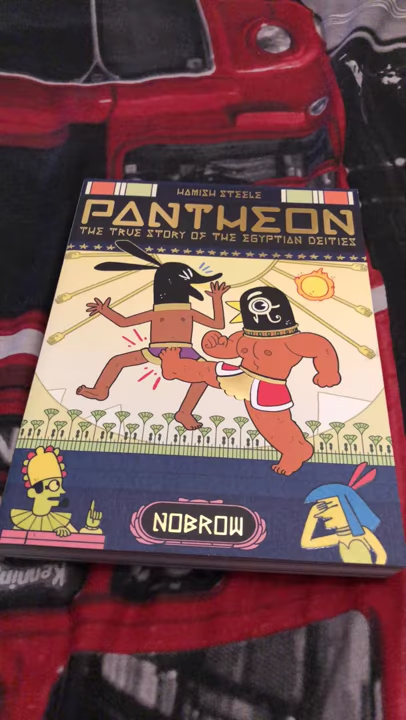 HAMISH STEELE
PANTHEON
THE TRUE STORY OF THE EGYPTIAN DEITIES
NOBROW